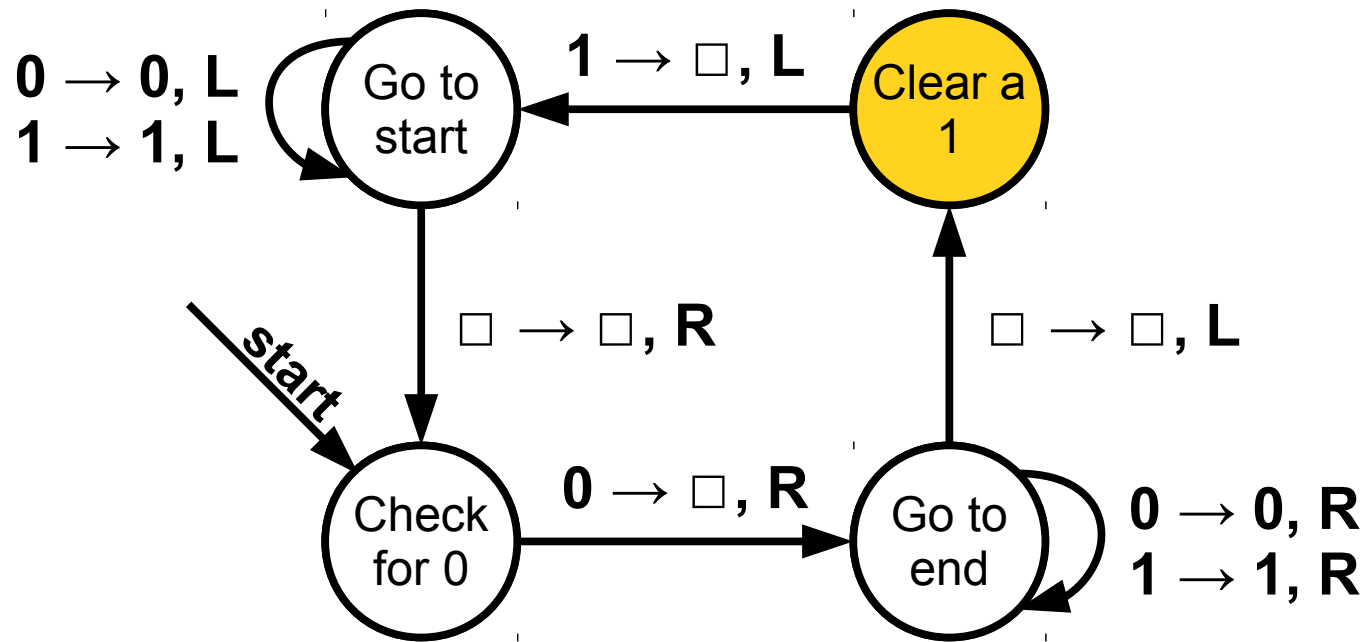 0 → 0, L
1 → 1, L
Go to
start
1 → □, L
Clear a
1
□ → □, R
□ → □, L
start
Check
for 0
0 → □, R
Go to
end
0 → 0, R
1 → 1, R